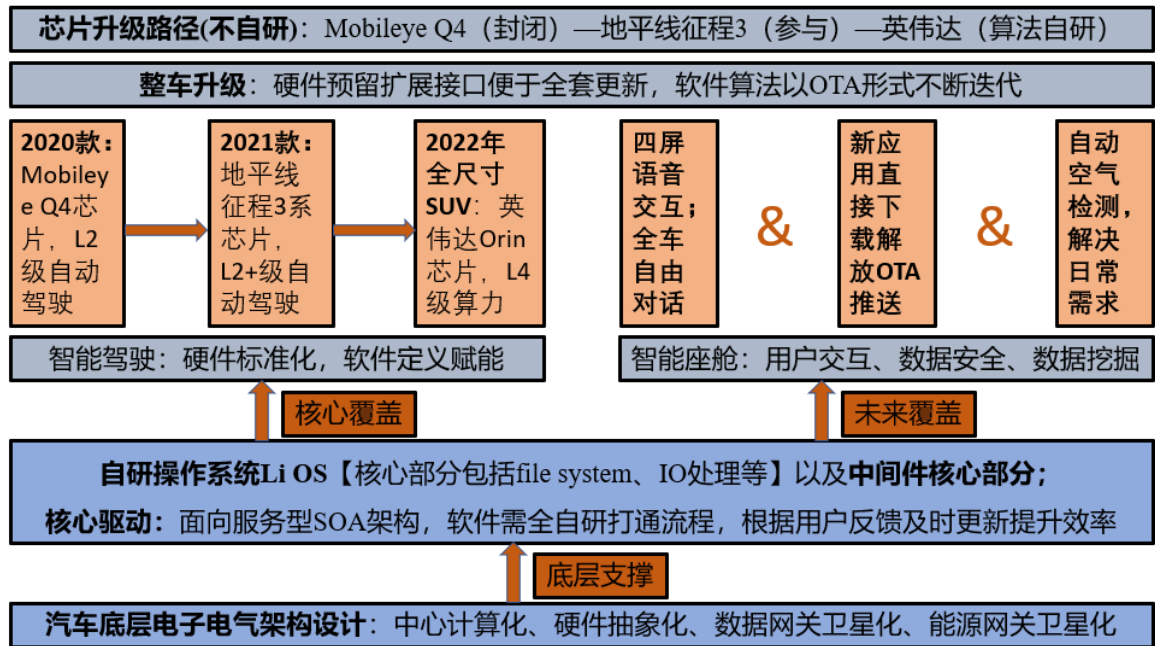 芯片升级路径(不自研)：Mobileye Q4（封闭）—地平线征程3（参与）—英伟达（算法自研）
整车升级：硬件预留扩展接口便于全套更新，软件算法以OTA形式不断迭代
2020款：
Mobiley
e Q4芯
片，L2
级自动
驾驶
2021款：
地平线
征程3系
芯片，
L2+级自
动驾驶
2022年
全尺寸
SUV：英
伟达Orin
芯片，L4
级算力
四屏
语音
交互；
全车
自由
对话
&
新应
用直
接下
载解
放OTA
推送
&
自动
空气
检测，
解决
日常
需求
智能驾驶：硬件标准化，软件定义赋能
智能座舱：用户交互、数据安全、数据挖掘
核心覆盖
未来覆盖
自研操作系统Li OS【核心部分包括file system、IO处理等】以及中间件核心部分；
核心驱动：面向服务型SOA架构，软件需全自研打通流程，根据用户反馈及时更新提升效率
底层支撑
汽车底层电子电气架构设计：中心计算化、硬件抽象化、数据网关卫星化、能源网关卫星化